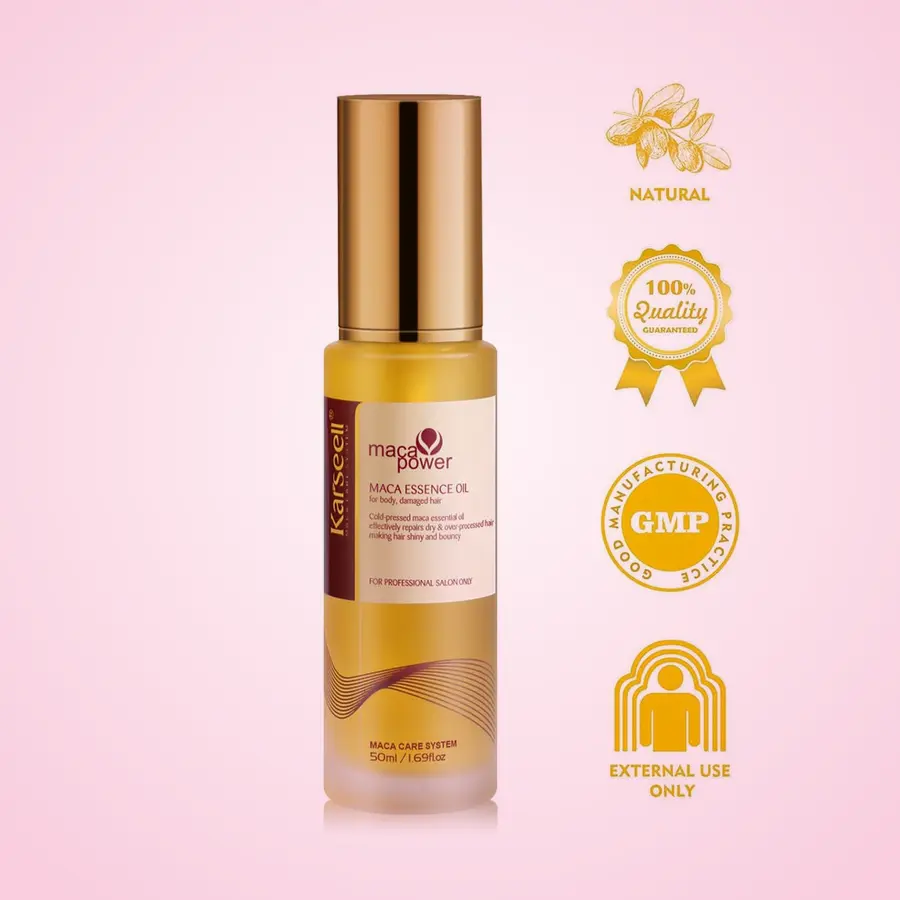 Karseell®
maca
power
MACA ESSENCE OIL
for body, damaged hair
Cold-pressed maca essential oil
effectively repairs dry & over-processed hair
making hair shiny and bouncy
FOR PROFESSIONAL SALON ONLY
MACA CARE SYSTEM
50ml / 1.69fl.oz
NATURAL
100%
Quality
GUARANTEED
GOOD MANUFACTURING PRACTICE
GMP
EXTERNAL USE
ONLY